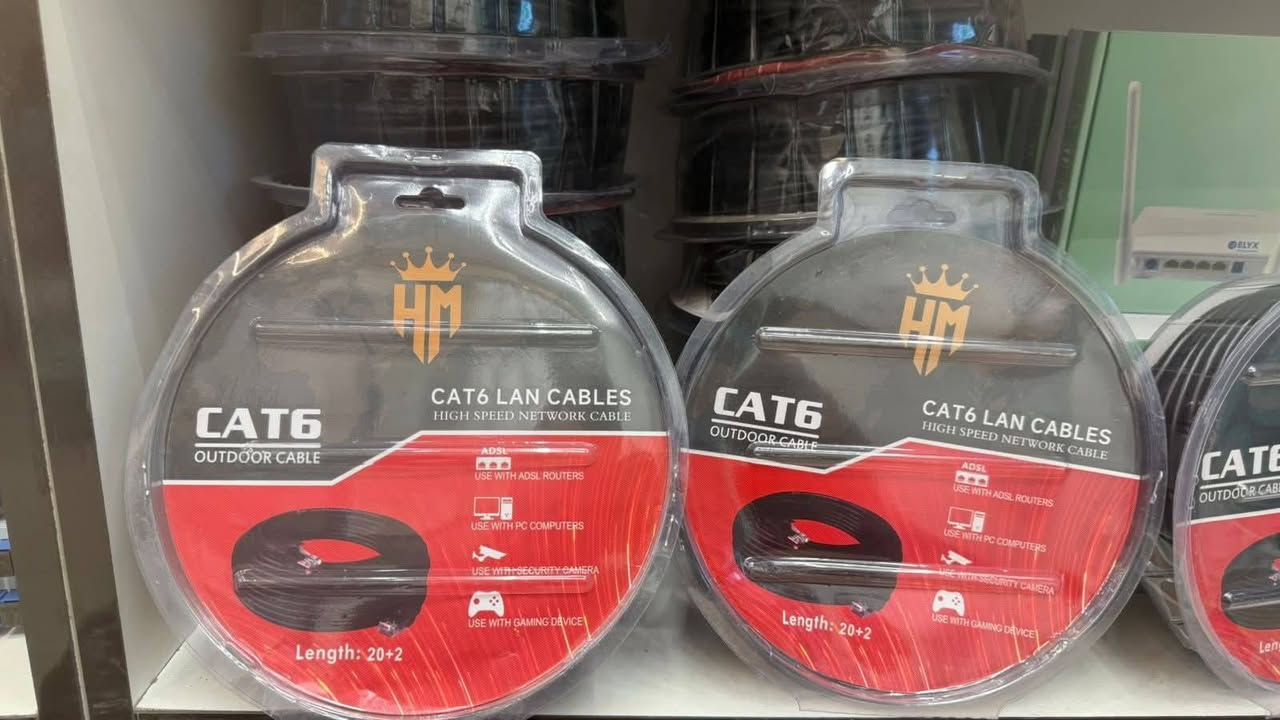 HM
CAT6 LAN CABLES
HIGH SPEED NETWORK CABLE
CAT6
OUTDOOR CABLE
ADSL
USE WITH ADSL ROUTERS
USE WITH PC COMPUTERS
USE WITH SECURITY CAMERA
USE WITH GAMING DEVICE
Length: 20+2
HM
CAT6 LAN CABLES
HIGH SPEED NETWORK CABLE
CAT6
OUTDOOR CABLE
ADSL
USE WITH ADSL ROUTERS
USE WITH PC COMPUTERS
USE WITH SECURITY CAMERA
USE WITH GAMING DEVICE
Length: 20+2
ELYX
CAT6
OUTDOOR CAB
Len